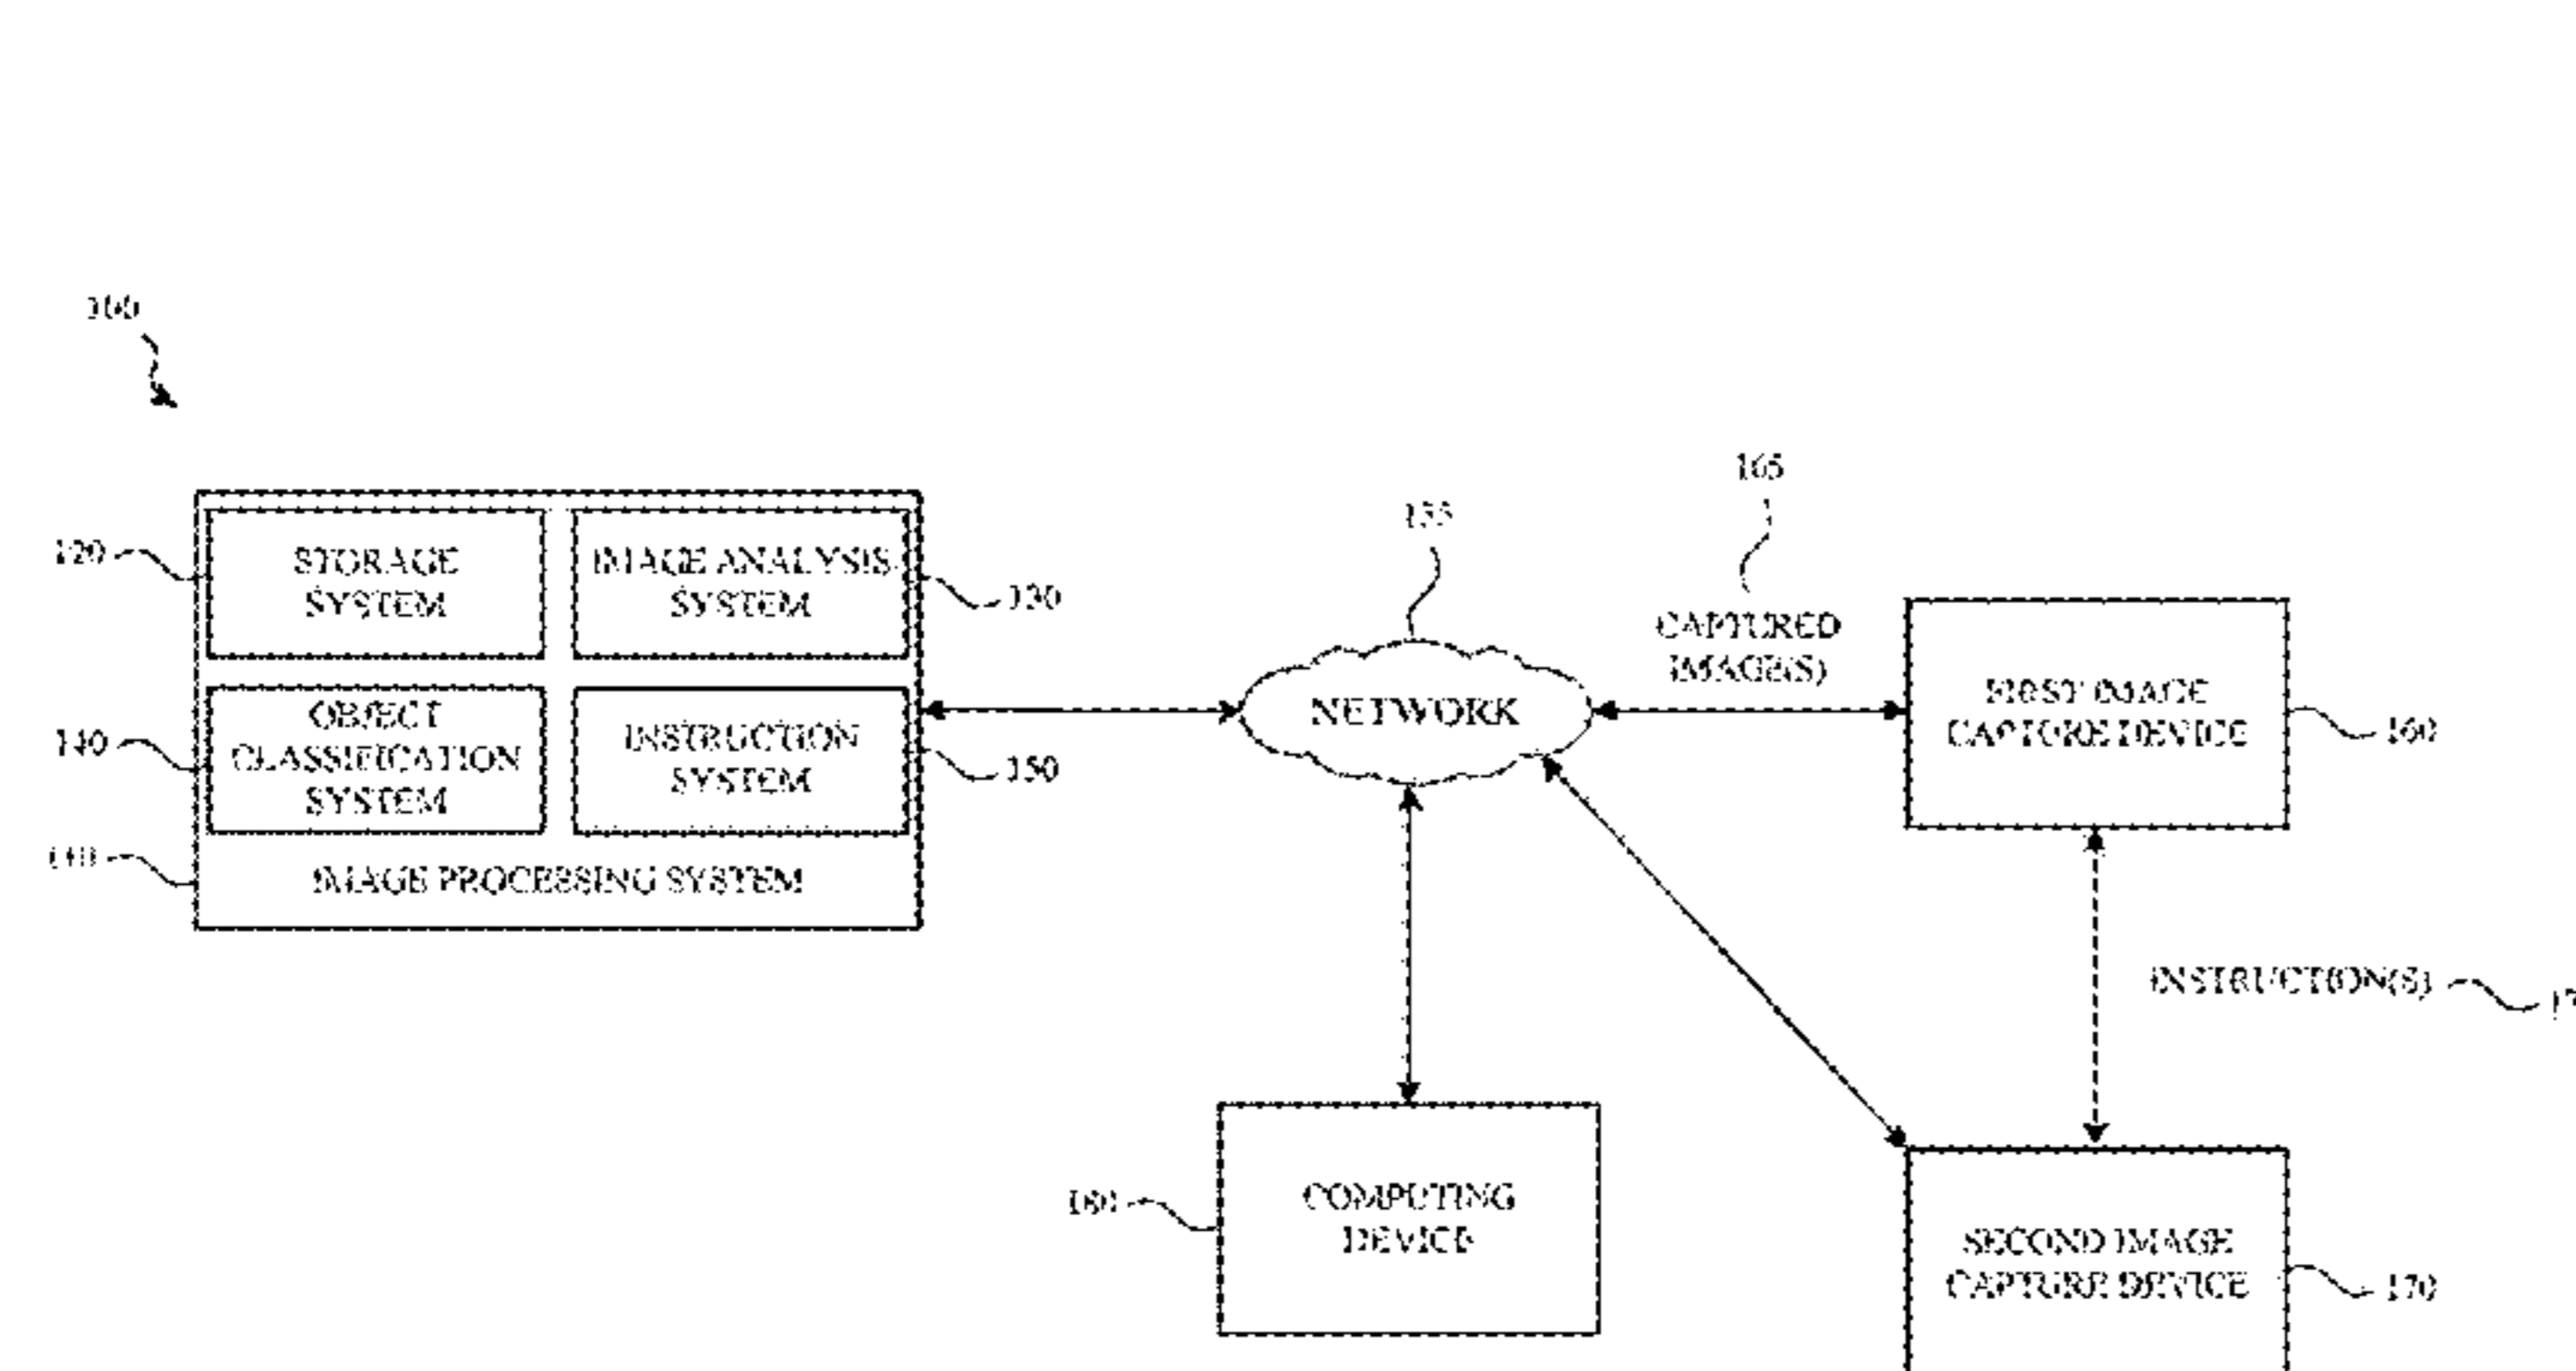 100
165
155
120
STORAGE
SYSTEM
IMAGE ANALYSIS
SYSTEM
130
CAPTURED
IMAGE(S)
140
OBJECT
CLASSIFICATION
SYSTEM
INSTRUCTION
SYSTEM
150
NETWORK
FIRST IMAGE
CAPTURE DEVICE
160
110
IMAGE PROCESSING SYSTEM
INSTRUCTION(S)
180
COMPUTING
DEVICE
SECOND IMAGE
CAPTURE DEVICE
170